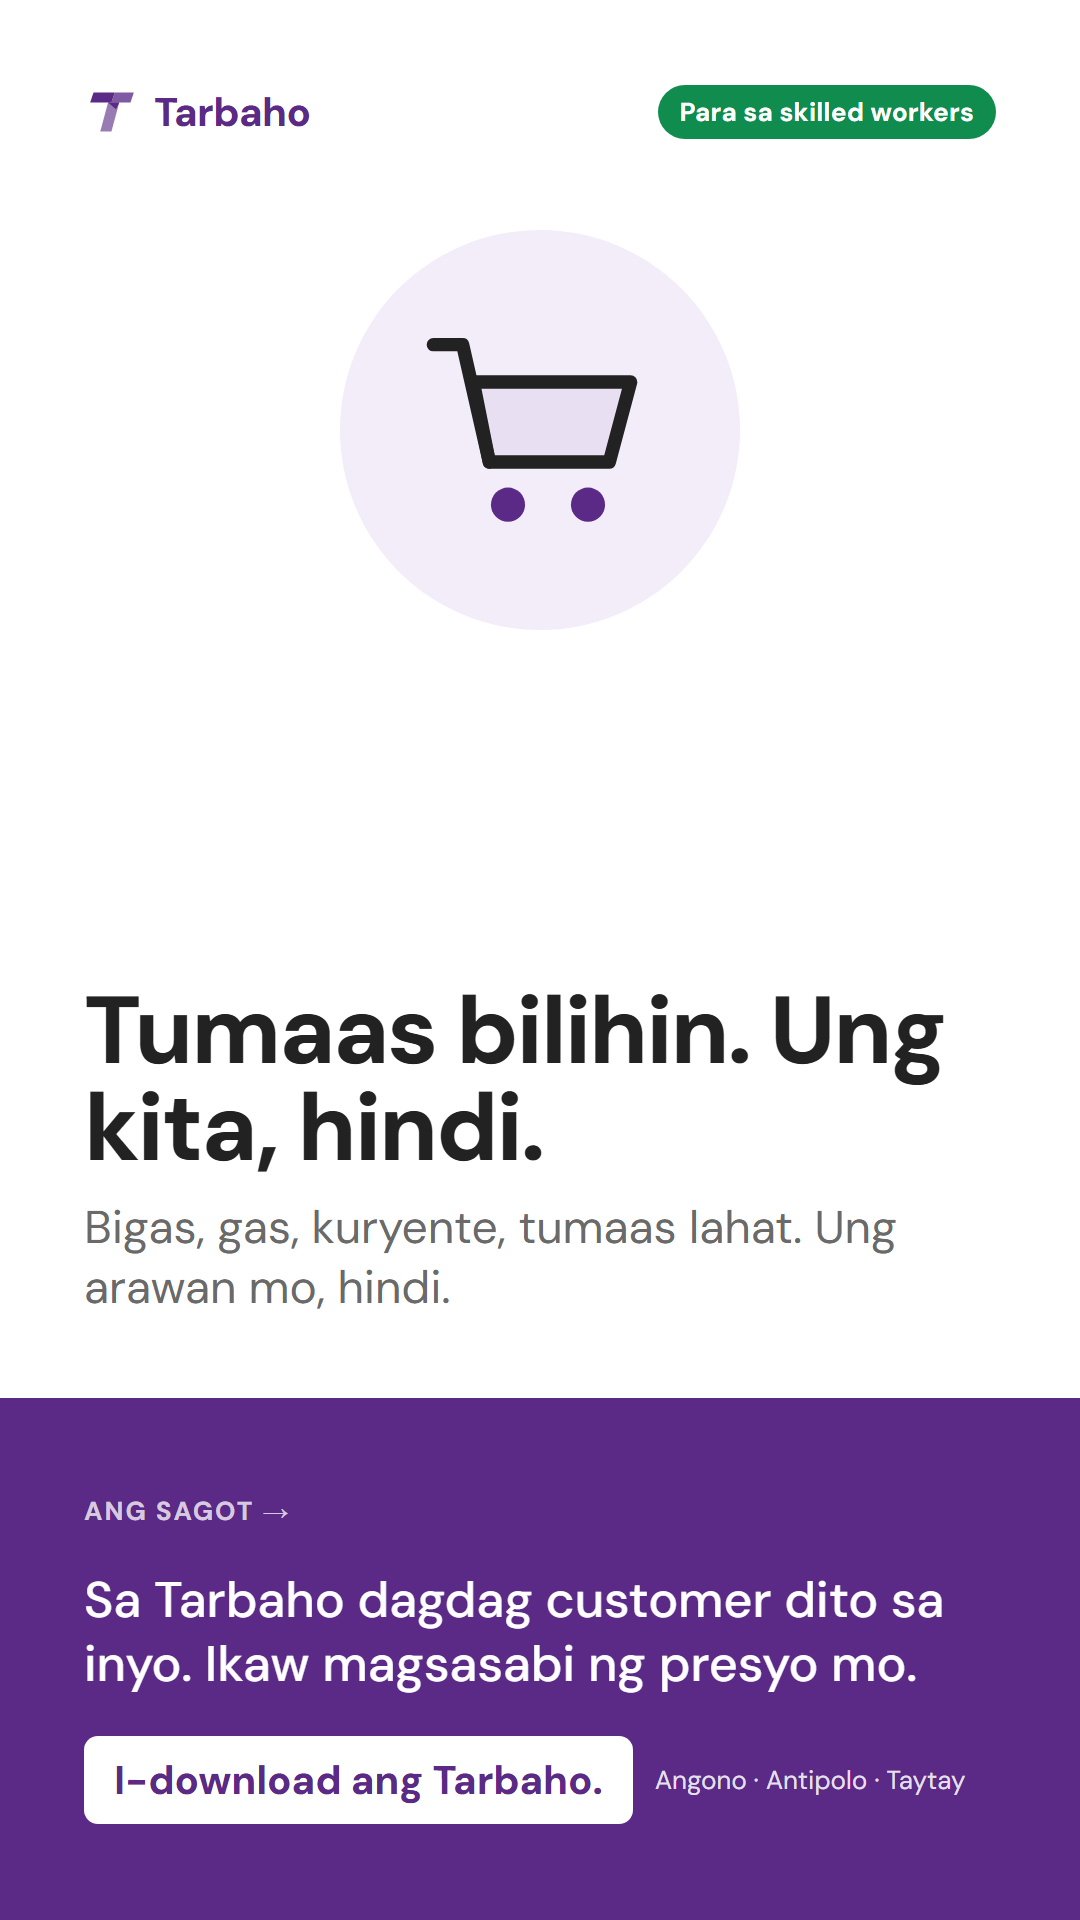 Tarbaho
Para sa skilled workers
Tumaas bilihin. Ung
kita, hindi.
Bigas, gas, kuryente, tumaas lahat. Ung
arawan mo, hindi.
ANG SAGOT →
Sa Tarbaho dagdag customer dito sa
inyo. Ikaw magsasabi ng presyo mo.
I-download ang Tarbaho.
Angono · Antipolo · Taytay